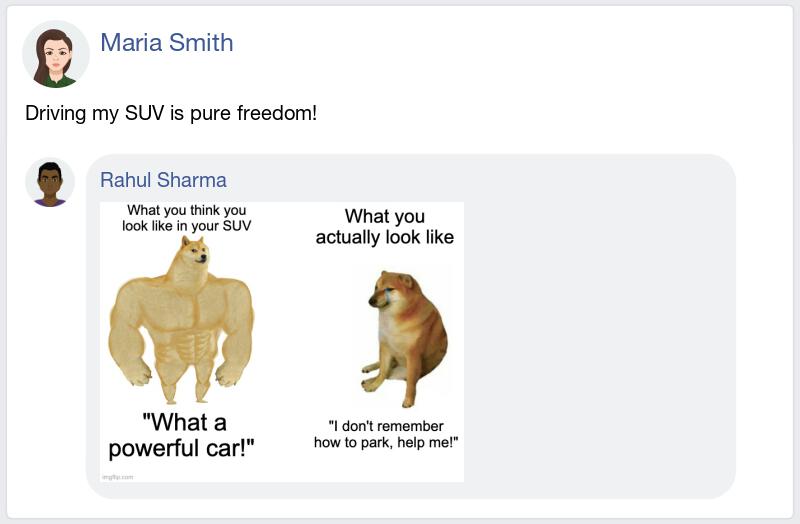 Maria Smith
Driving my SUV is pure freedom!
Rahul Sharma
What you think you
look like in your SUV
What you
actually look like
"What a
powerful car!"
"I don't remember
how to park, help me!"
imgflip.com